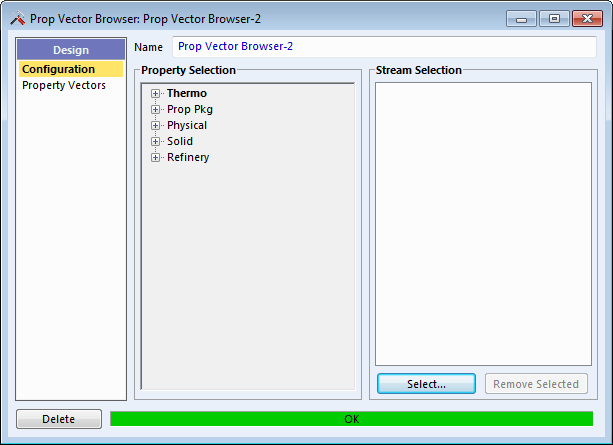 Prop Vector Browser: Prop Vector Browser-2
Design
Configuration
Property Vectors
Name Prop Vector Browser-2
Property Selection
Thermo
Prop Pkg
Physical
Solid
Refinery
Stream Selection
Select...
Remove Selected
Delete
OK